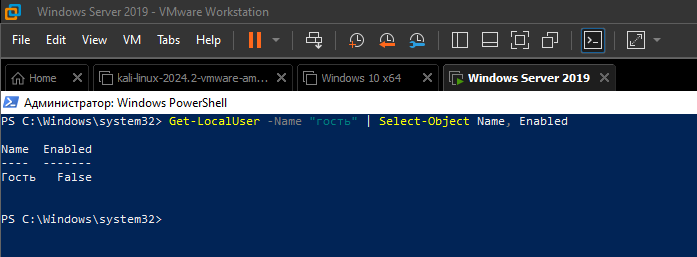 Windows Server 2019 - VMware Workstation
File Edit View VM Tabs Help
Home kali-linux-2024.2-vmware-am... Windows 10 x64 Windows Server 2019
Администратор: Windows PowerShell
PS C:\Windows\system32> Get-LocalUser -Name "гость" | Select-Object Name, Enabled
Name Enabled
---- -------
Гость False
PS C:\Windows\system32>